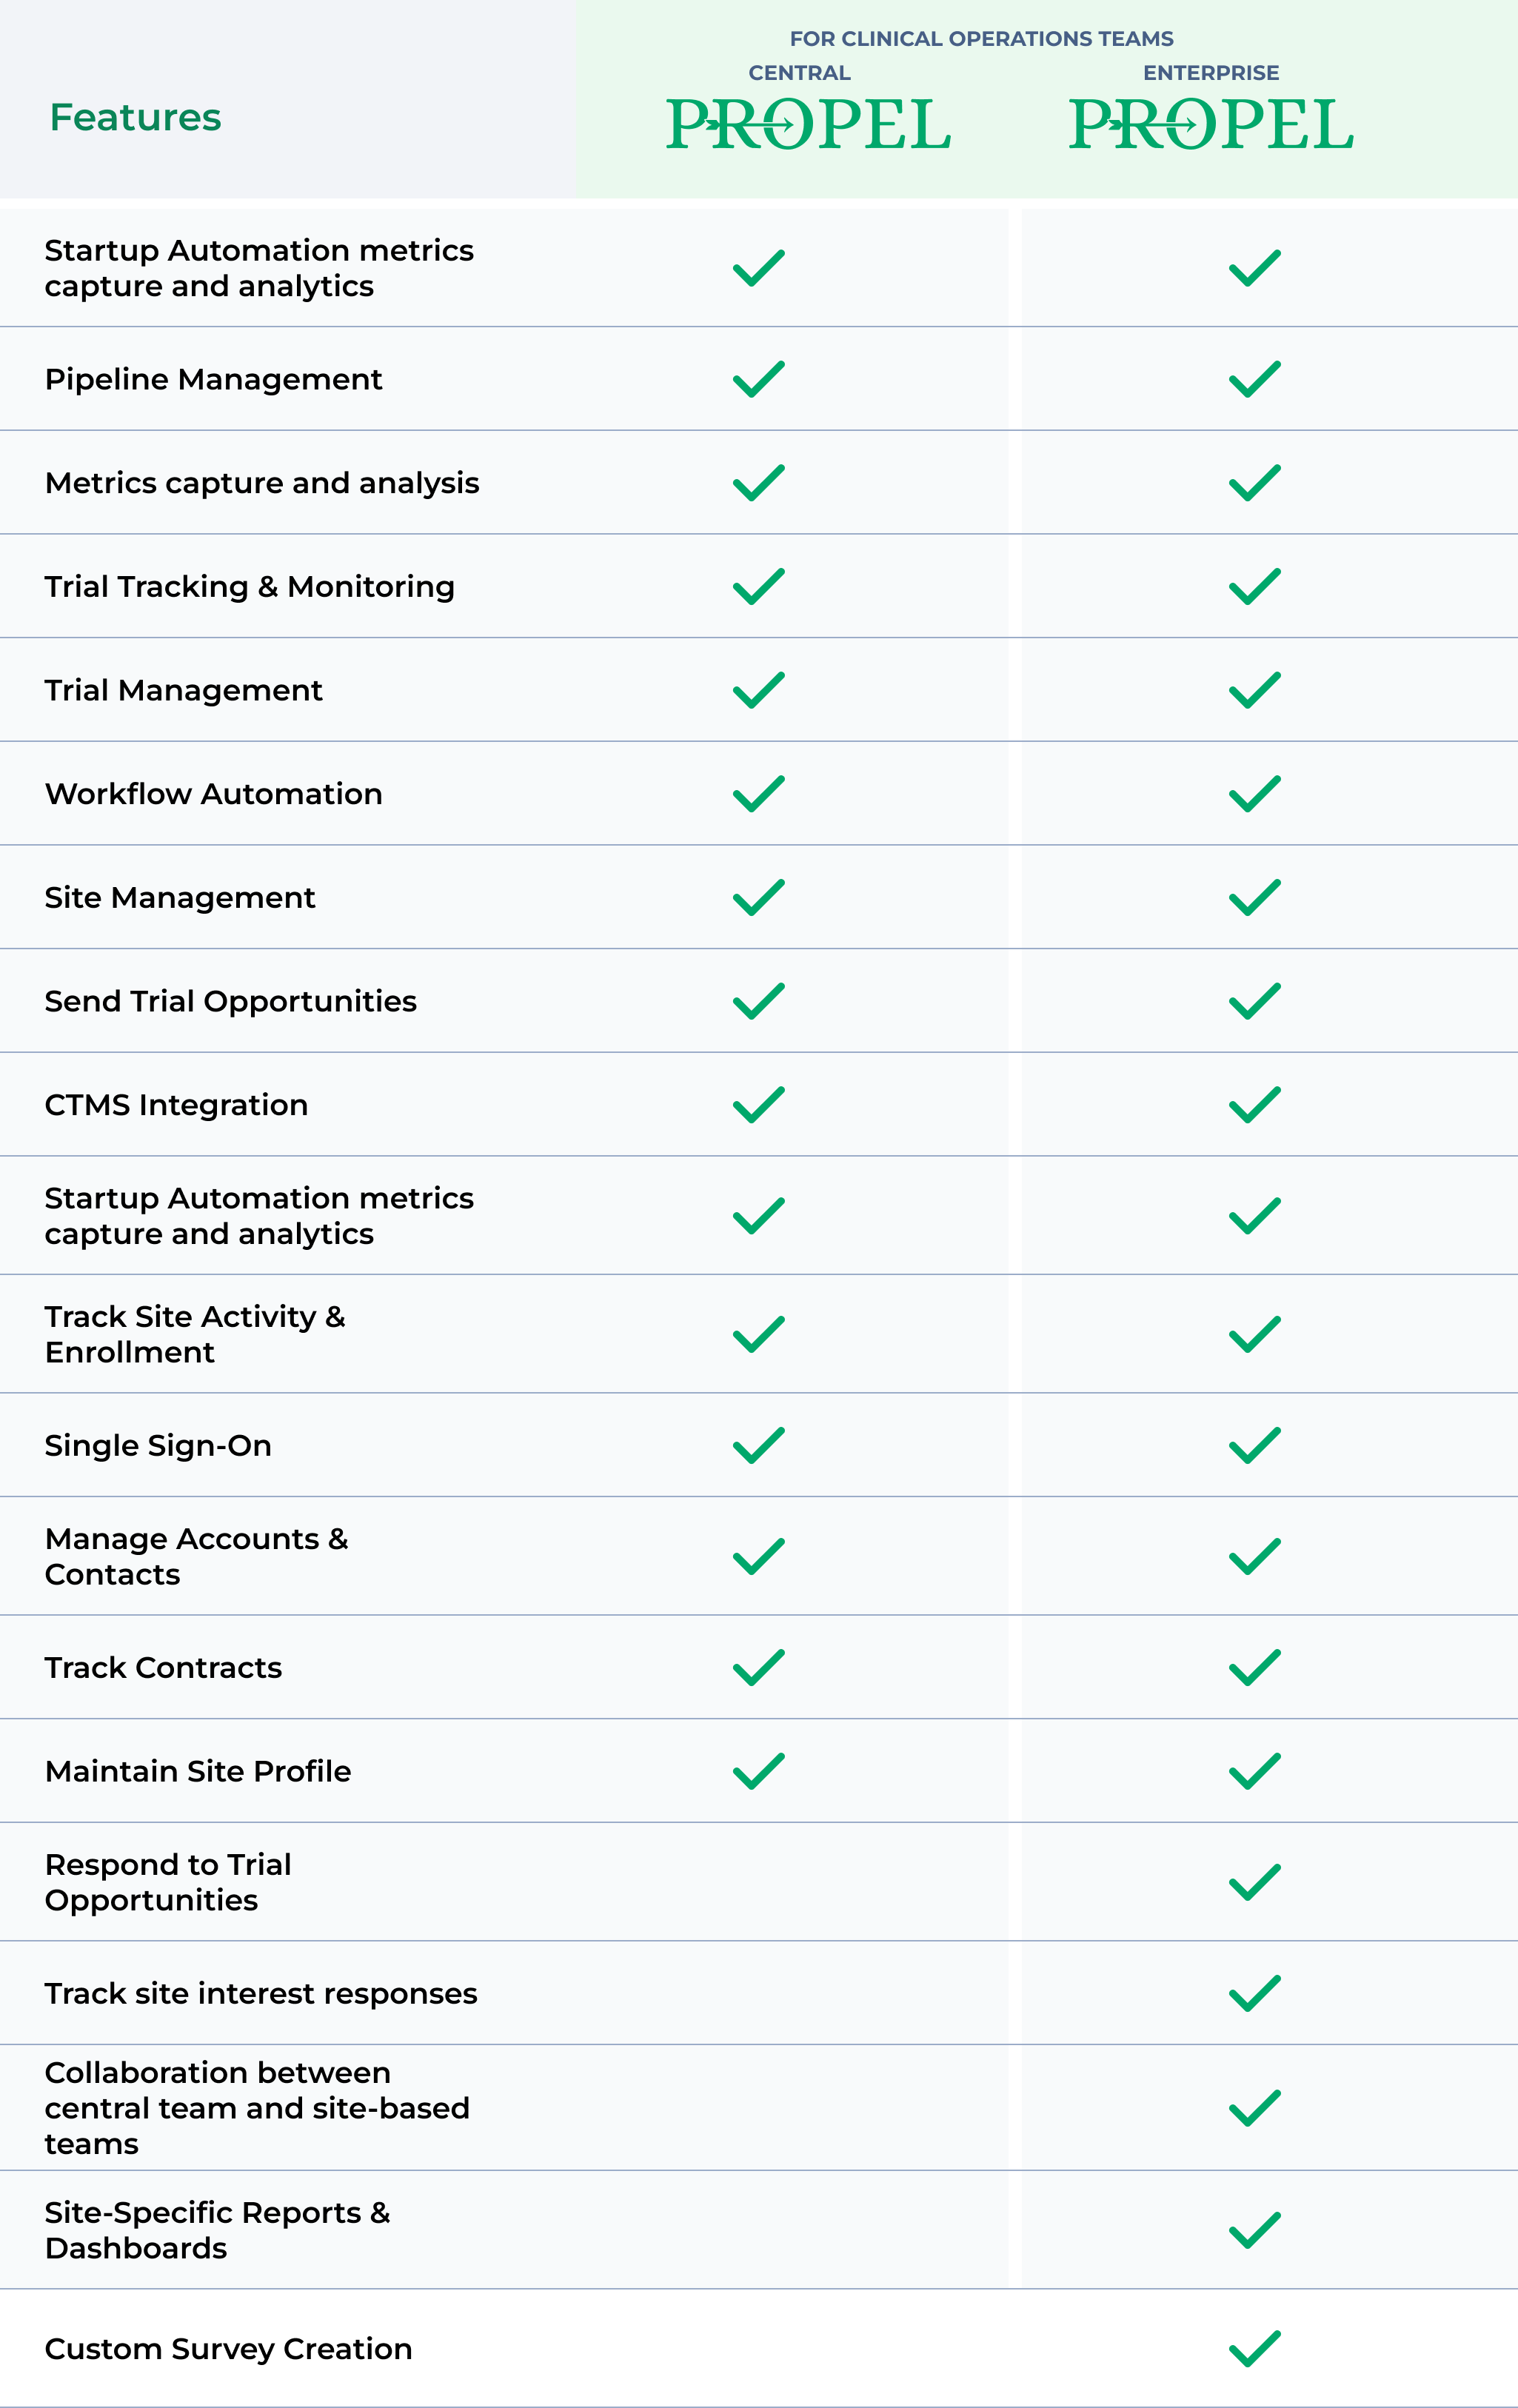 FOR CLINICAL OPERATIONS TEAMS
CENTRAL
ENTERPRISE
Features
PROPEL
PROPEL
Startup Automation metrics
capture and analytics
Pipeline Management
Metrics capture and analysis
Trial Tracking & Monitoring
Trial Management
Workflow Automation
Site Management
Send Trial Opportunities
CTMS Integration
Startup Automation metrics
capture and analytics
Track Site Activity &
Enrollment
Single Sign-On
Manage Accounts &
Contacts
Track Contracts
Maintain Site Profile
Respond to Trial
Opportunities
Track site interest responses
Collaboration between
central team and site-based
teams
Site-Specific Reports &
Dashboards
Custom Survey Creation